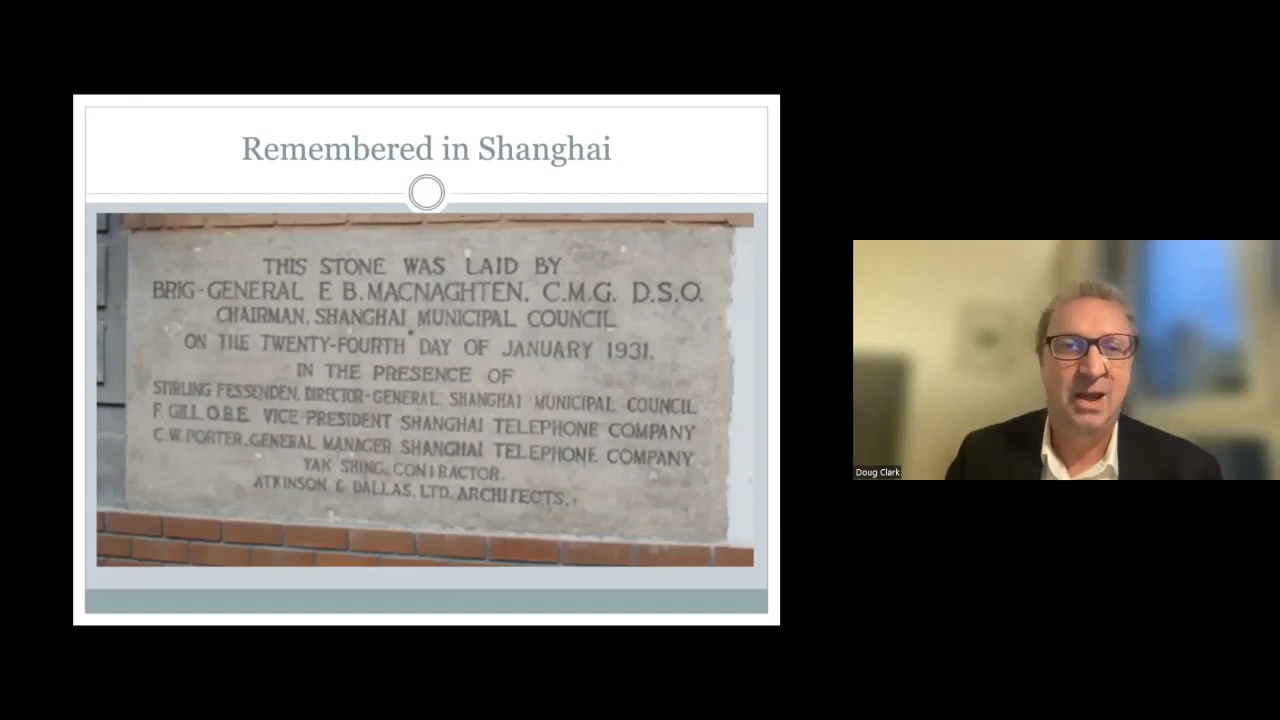 Remembered in Shanghai
THIS STONE WAS LAID BY
BRIG-GENERAL E B. MACNAGHTEN. C.M.G. D.S.O.
CHAIRMAN. SHANGHAI MUNICIPAL COUNCIL
ON THE TWENTY-FOURTH DAY OF JANUARY 1931.
IN THE PRESENCE OF
STIRLING FESSENDEN. DIRECTOR-GENERAL. SHANGHAI MUNICIPAL COUNCIL
F. GILL. O.B.E. VICE-PRESIDENT SHANGHAI TELEPHONE COMPANY
C.W. PORTER. GENERAL MANAGER SHANGHAI TELEPHONE COMPANY
YAH SHING. CONTRACTOR.
ATKINSON & DALLAS. LTD. ARCHITECTS.
Doug Clark